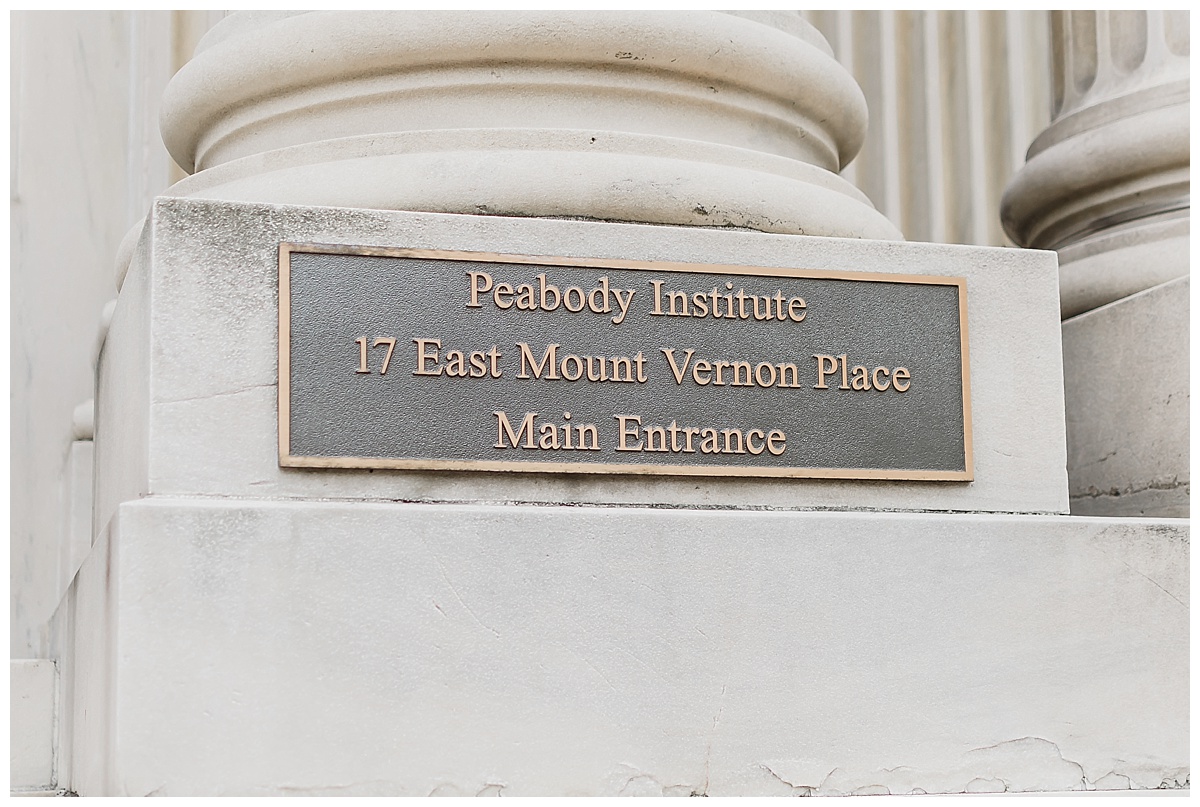 Peabody Institute
17 East Mount Vernon Place
Main Entrance